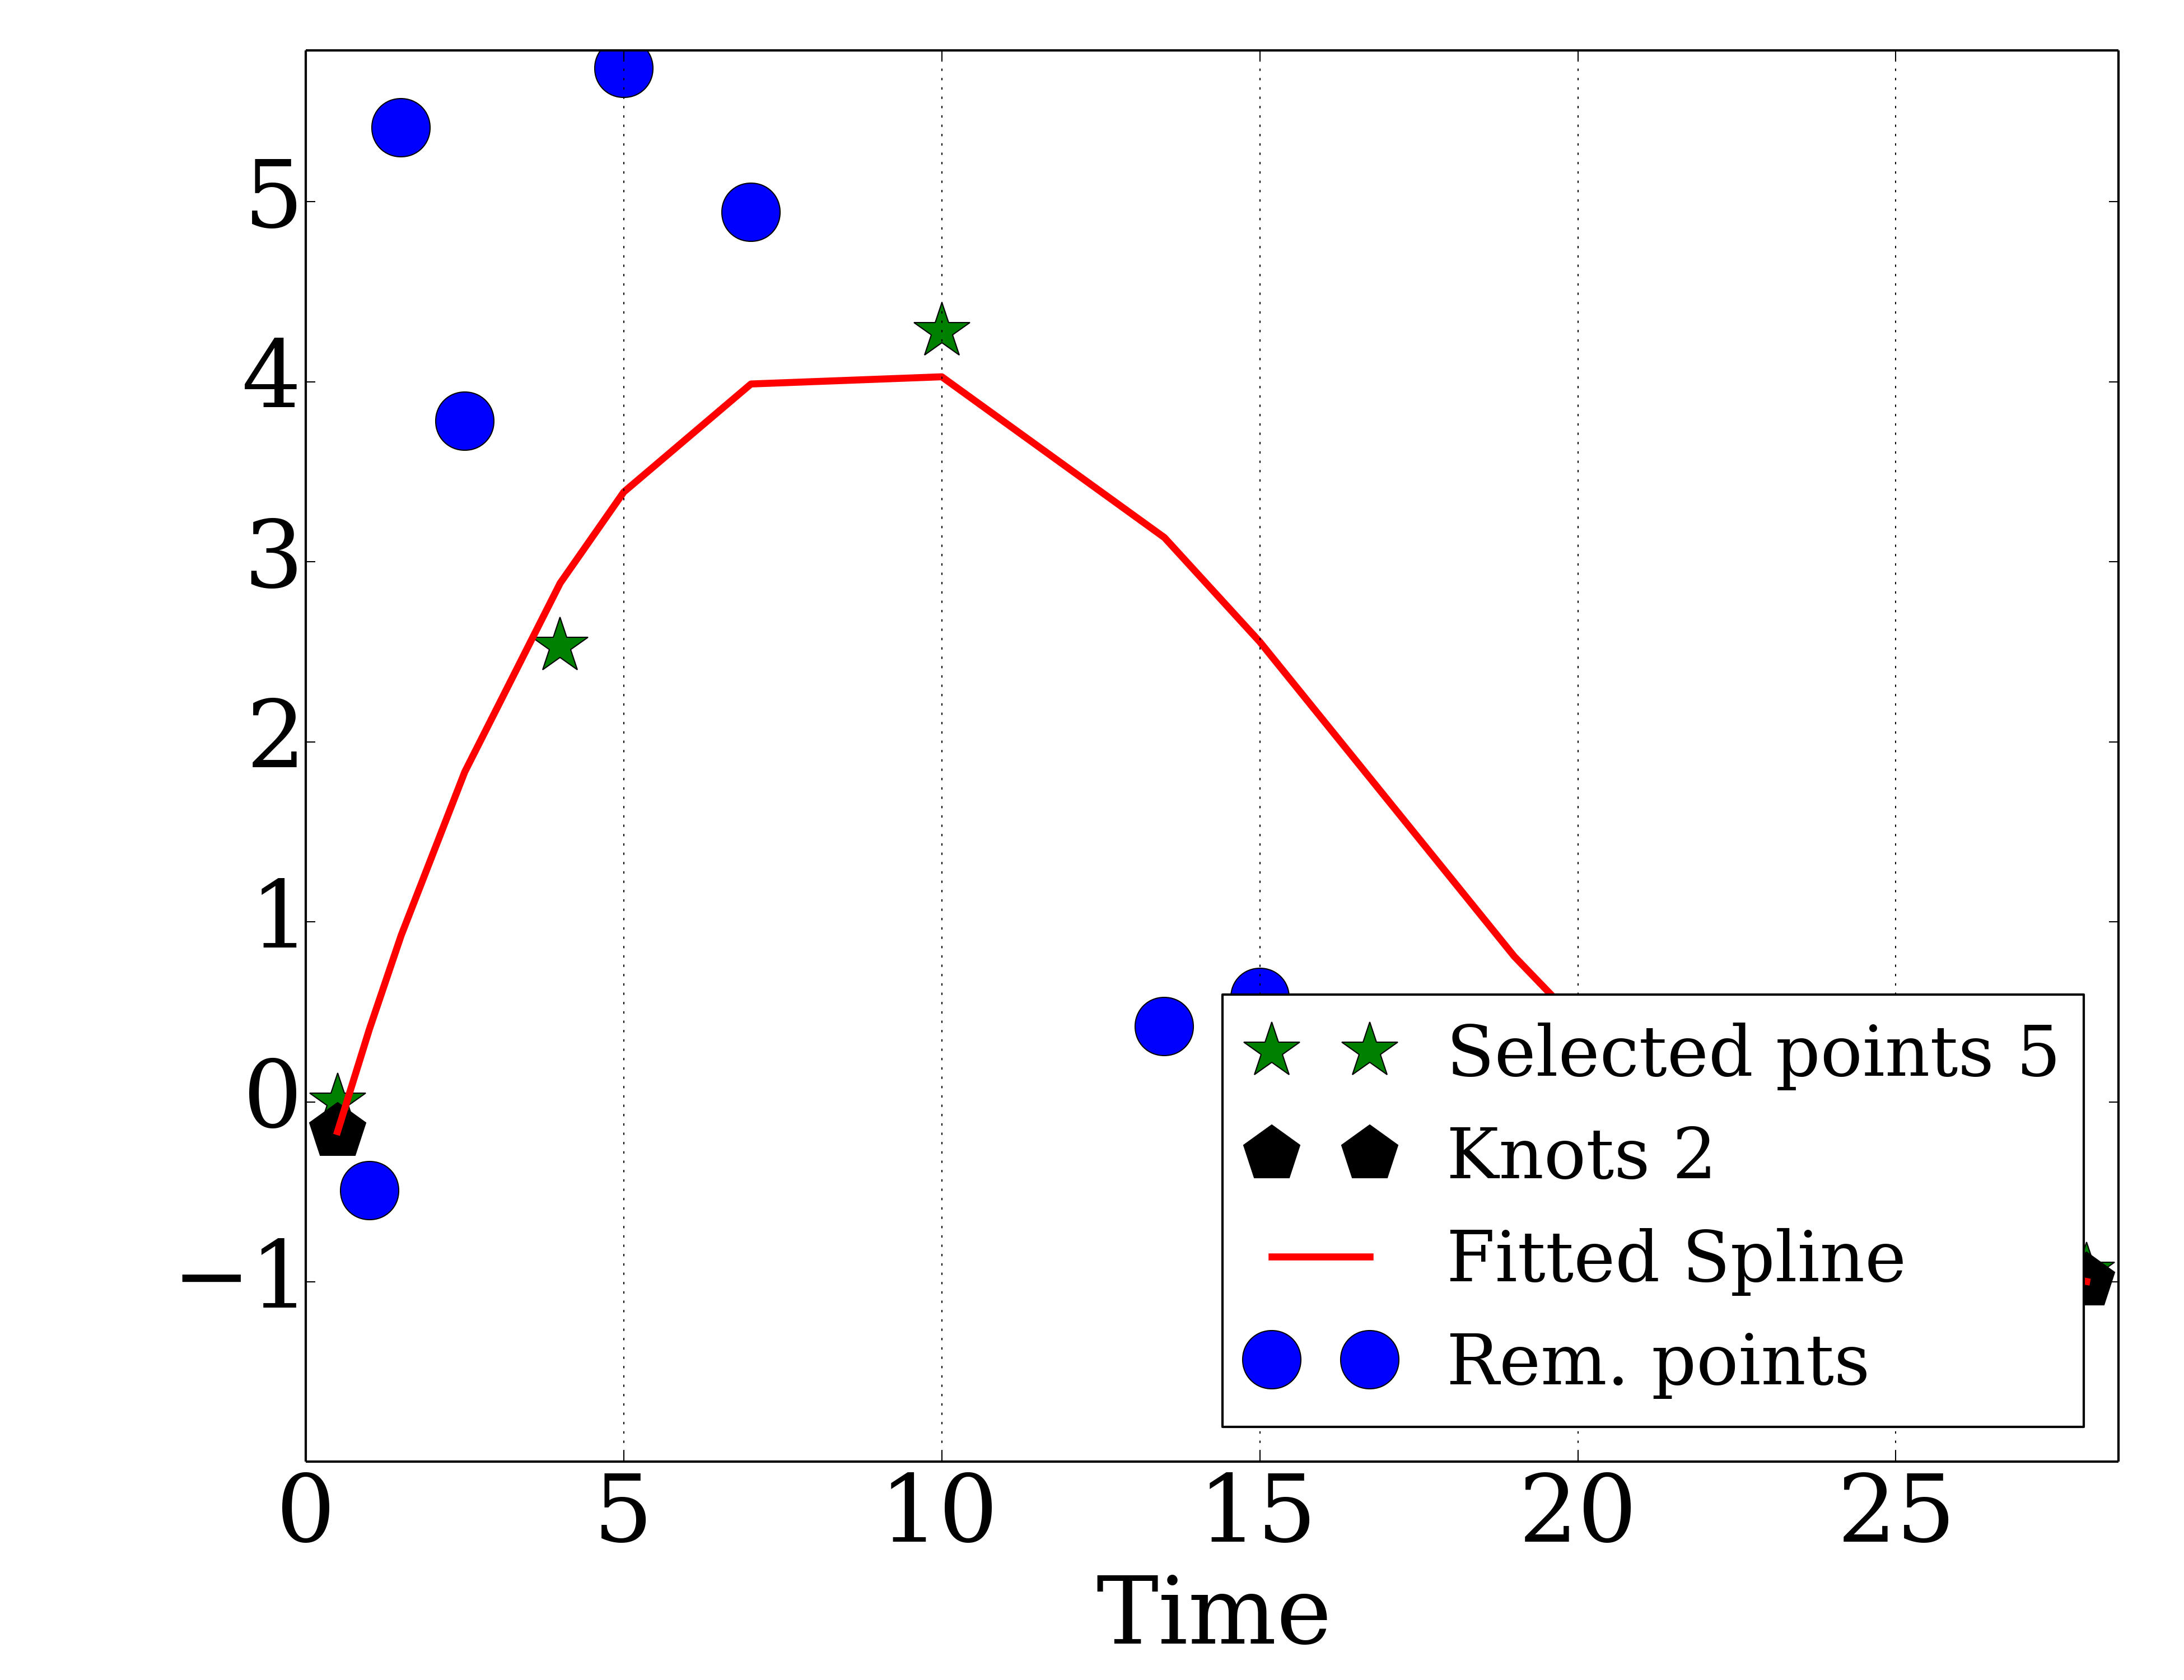 5
4
3
2
1
0
−1
Selected points 5
Knots 2
Fitted Spline
Rem. points
0 5 10 15 20 25
Time